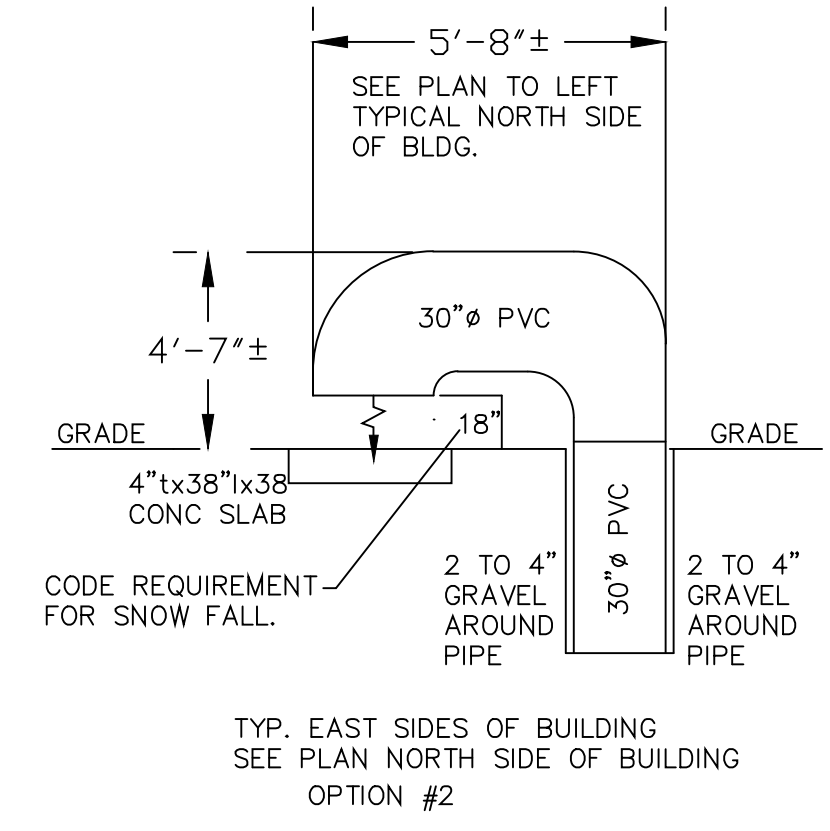 5'-8"±
SEE PLAN TO LEFT
TYPICAL NORTH SIDE
OF BLDG.
30"ø PVC
4'-7"±
18"
GRADE
GRADE
4"tx38"lx38
CONC SLAB
30"ø PVC
CODE REQUIREMENT
FOR SNOW FALL.
2 TO 4"
GRAVEL
AROUND
PIPE
2 TO 4"
GRAVEL
AROUND
PIPE
TYP. EAST SIDES OF BUILDING
SEE PLAN NORTH SIDE OF BUILDING
OPTION #2